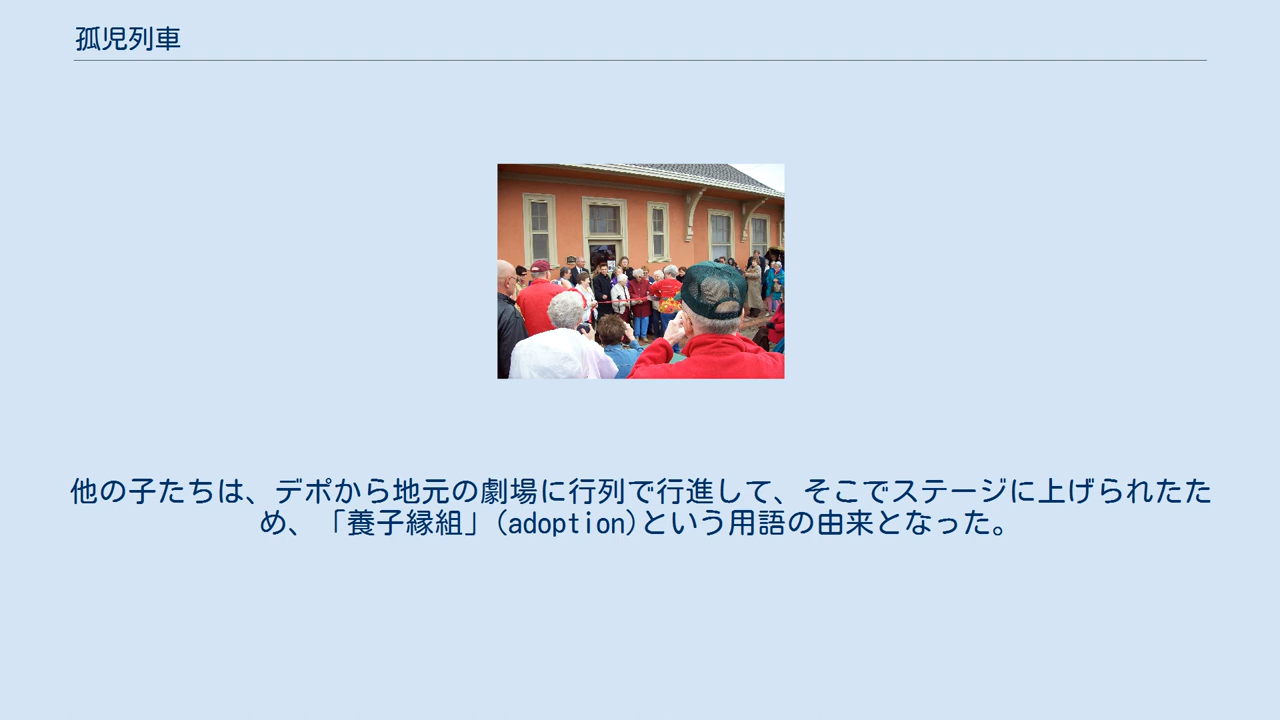 孤児列車
他の子たちは、デポから地元の劇場に行列で行進して、そこでステージに上げられたた
め、「養子縁組」(adoption)という用語の由来となった。